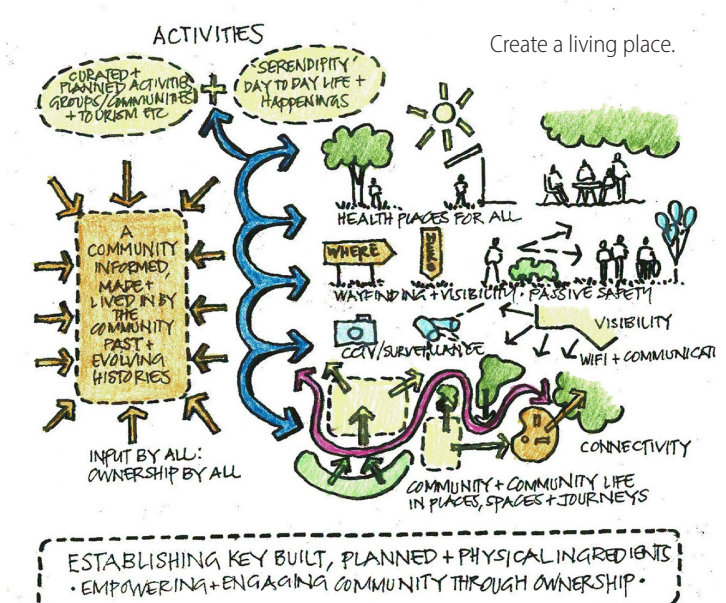 ACTIVITIES
Create a living place.
CURATED +
PLANNED ACTIVITIES
GROUPS/COMMUNITIES
+ TOURISM ETC
+
'SERENDIPITY'
DAY TO DAY LIFE +
HAPPENINGS
A
COMMUNITY
INFORMED,
MADE +
LIVED IN BY
THE
COMMUNITY
PAST +
EVOLVING
HISTORIES
INPUT BY ALL:
OWNERSHIP BY ALL
HEALTH PLACES FOR ALL
WHERE
WAYFINDING + VISIBILITY · PASSIVE SAFETY
CCTV/SURVEILLANCE
VISIBILITY
WIFI + COMMUNICAT
CONNECTIVITY
COMMUNITY + COMMUNITY LIFE
IN PLACES, SPACES + JOURNEYS
ESTABLISHING KEY BUILT, PLANNED + PHYSICAL INGREDIENTS
• EMPOWERING + ENGAGING COMMUNITY THROUGH OWNERSHIP •